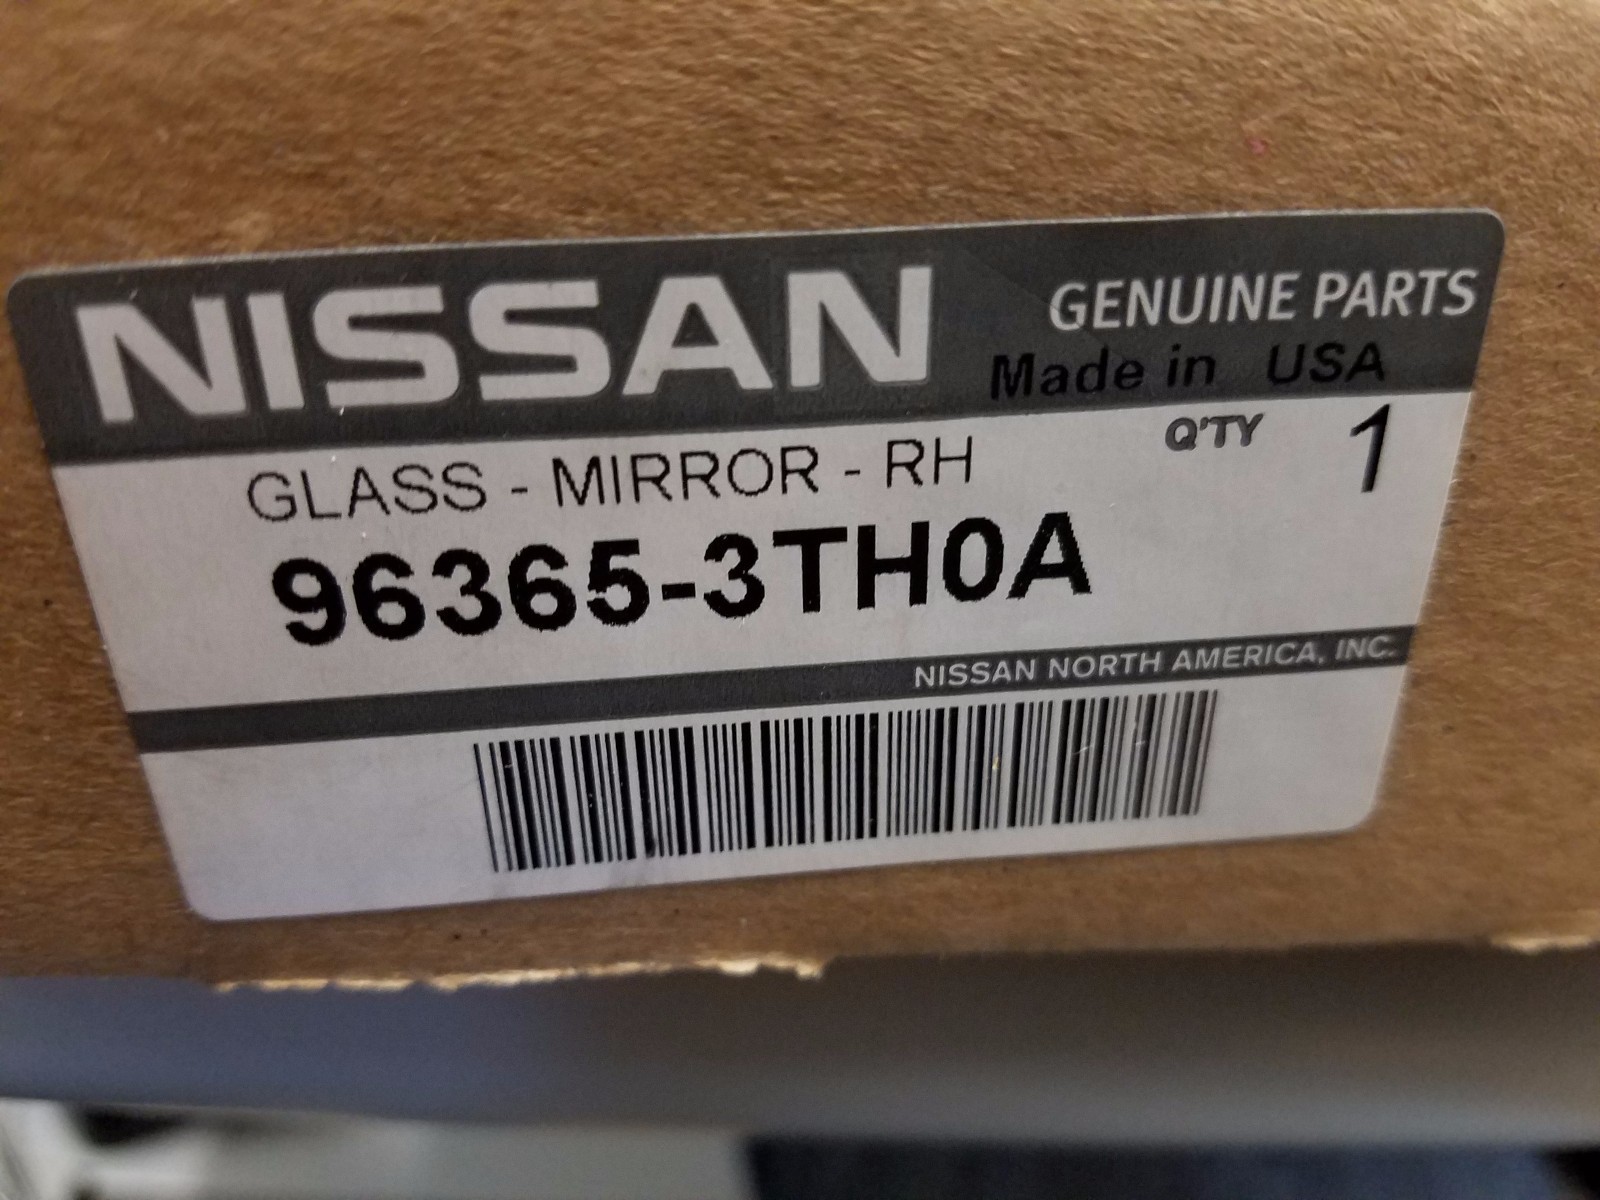 NISSAN GENUINE PARTS
Made in USA
GLASS - MIRROR - RH Q'TY 1
96365-3TH0A
NISSAN NORTH AMERICA, INC.